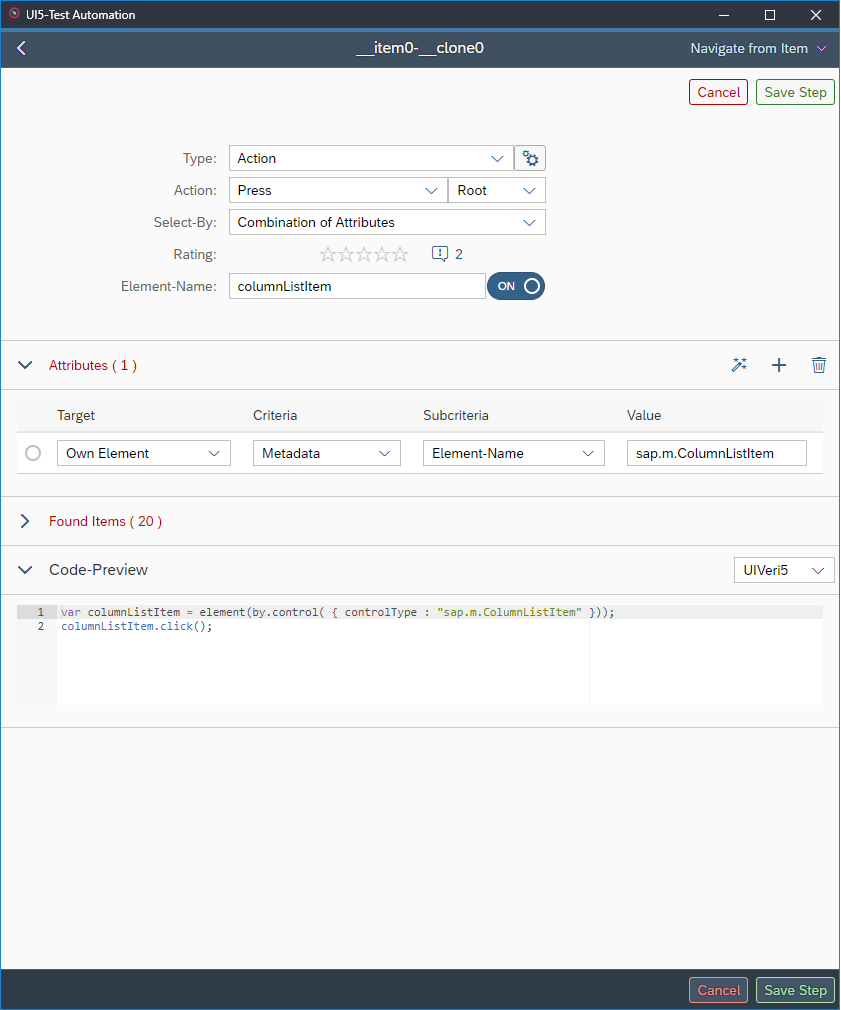 UI5-Test Automation
__item0-__clone0 Navigate from Item
Cancel Save Step
Type: Action
Action: Press Root
Select-By: Combination of Attributes
Rating: 2
Element-Name: columnListItem ON
Attributes ( 1 )
Target Criteria Subcriteria Value
Own Element Metadata Element-Name sap.m.ColumnListItem
Found Items ( 20 )
Code-Preview UIVeri5
1 var columnListItem = element(by.control( { controlType : "sap.m.ColumnListItem" }));
2 columnListItem.click();
Cancel Save Step